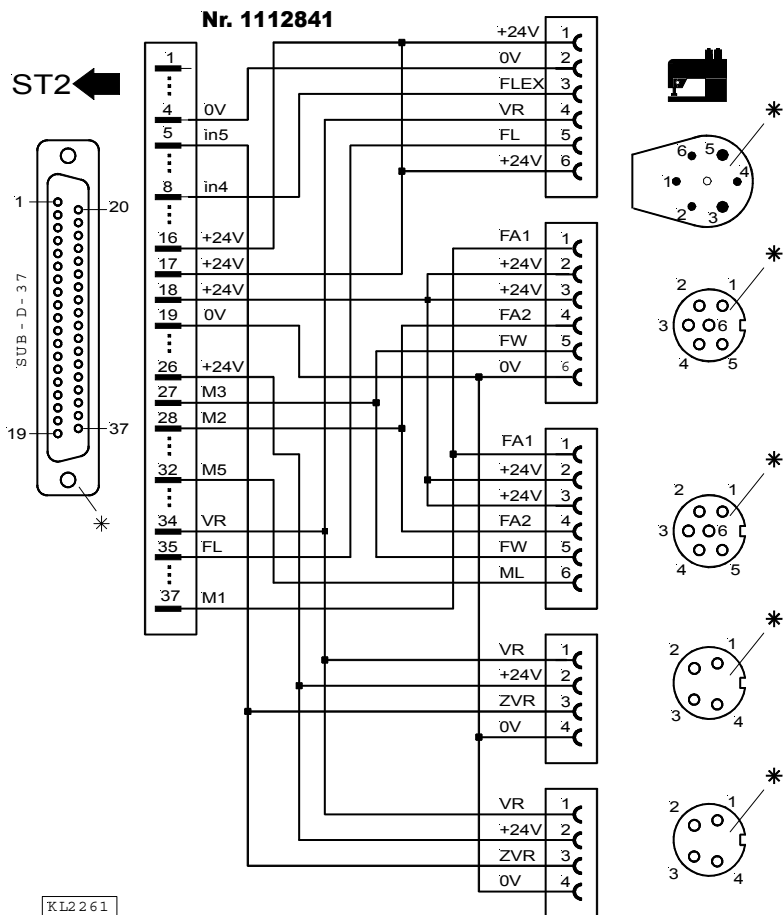 Nr. 1112841
ST2
SUB-D-37
1
20
19
37
*
1
4 0V
5 in5
8 in4
16 +24V
17 +24V
18 +24V
19 0V
26 +24V
27 M3
28 M2
32 M5
34 VR
35 FL
37 M1
+24V 1
0V 2
FLEX 3
VR 4
FL 5
+24V 6
FA1 1
+24V 2
+24V 3
FA2 4
FW 5
0V 6
FA1 1
+24V 2
+24V 3
FA2 4
FW 5
ML 6
VR 1
+24V 2
ZVR 3
0V 4
VR 1
+24V 2
ZVR 3
0V 4
*
6 5
1 4
2 3
*
2 1
3 6
4 5
*
2 1
3 6
4 5
*
2 1
3 4
*
2 1
3 4
KL2261